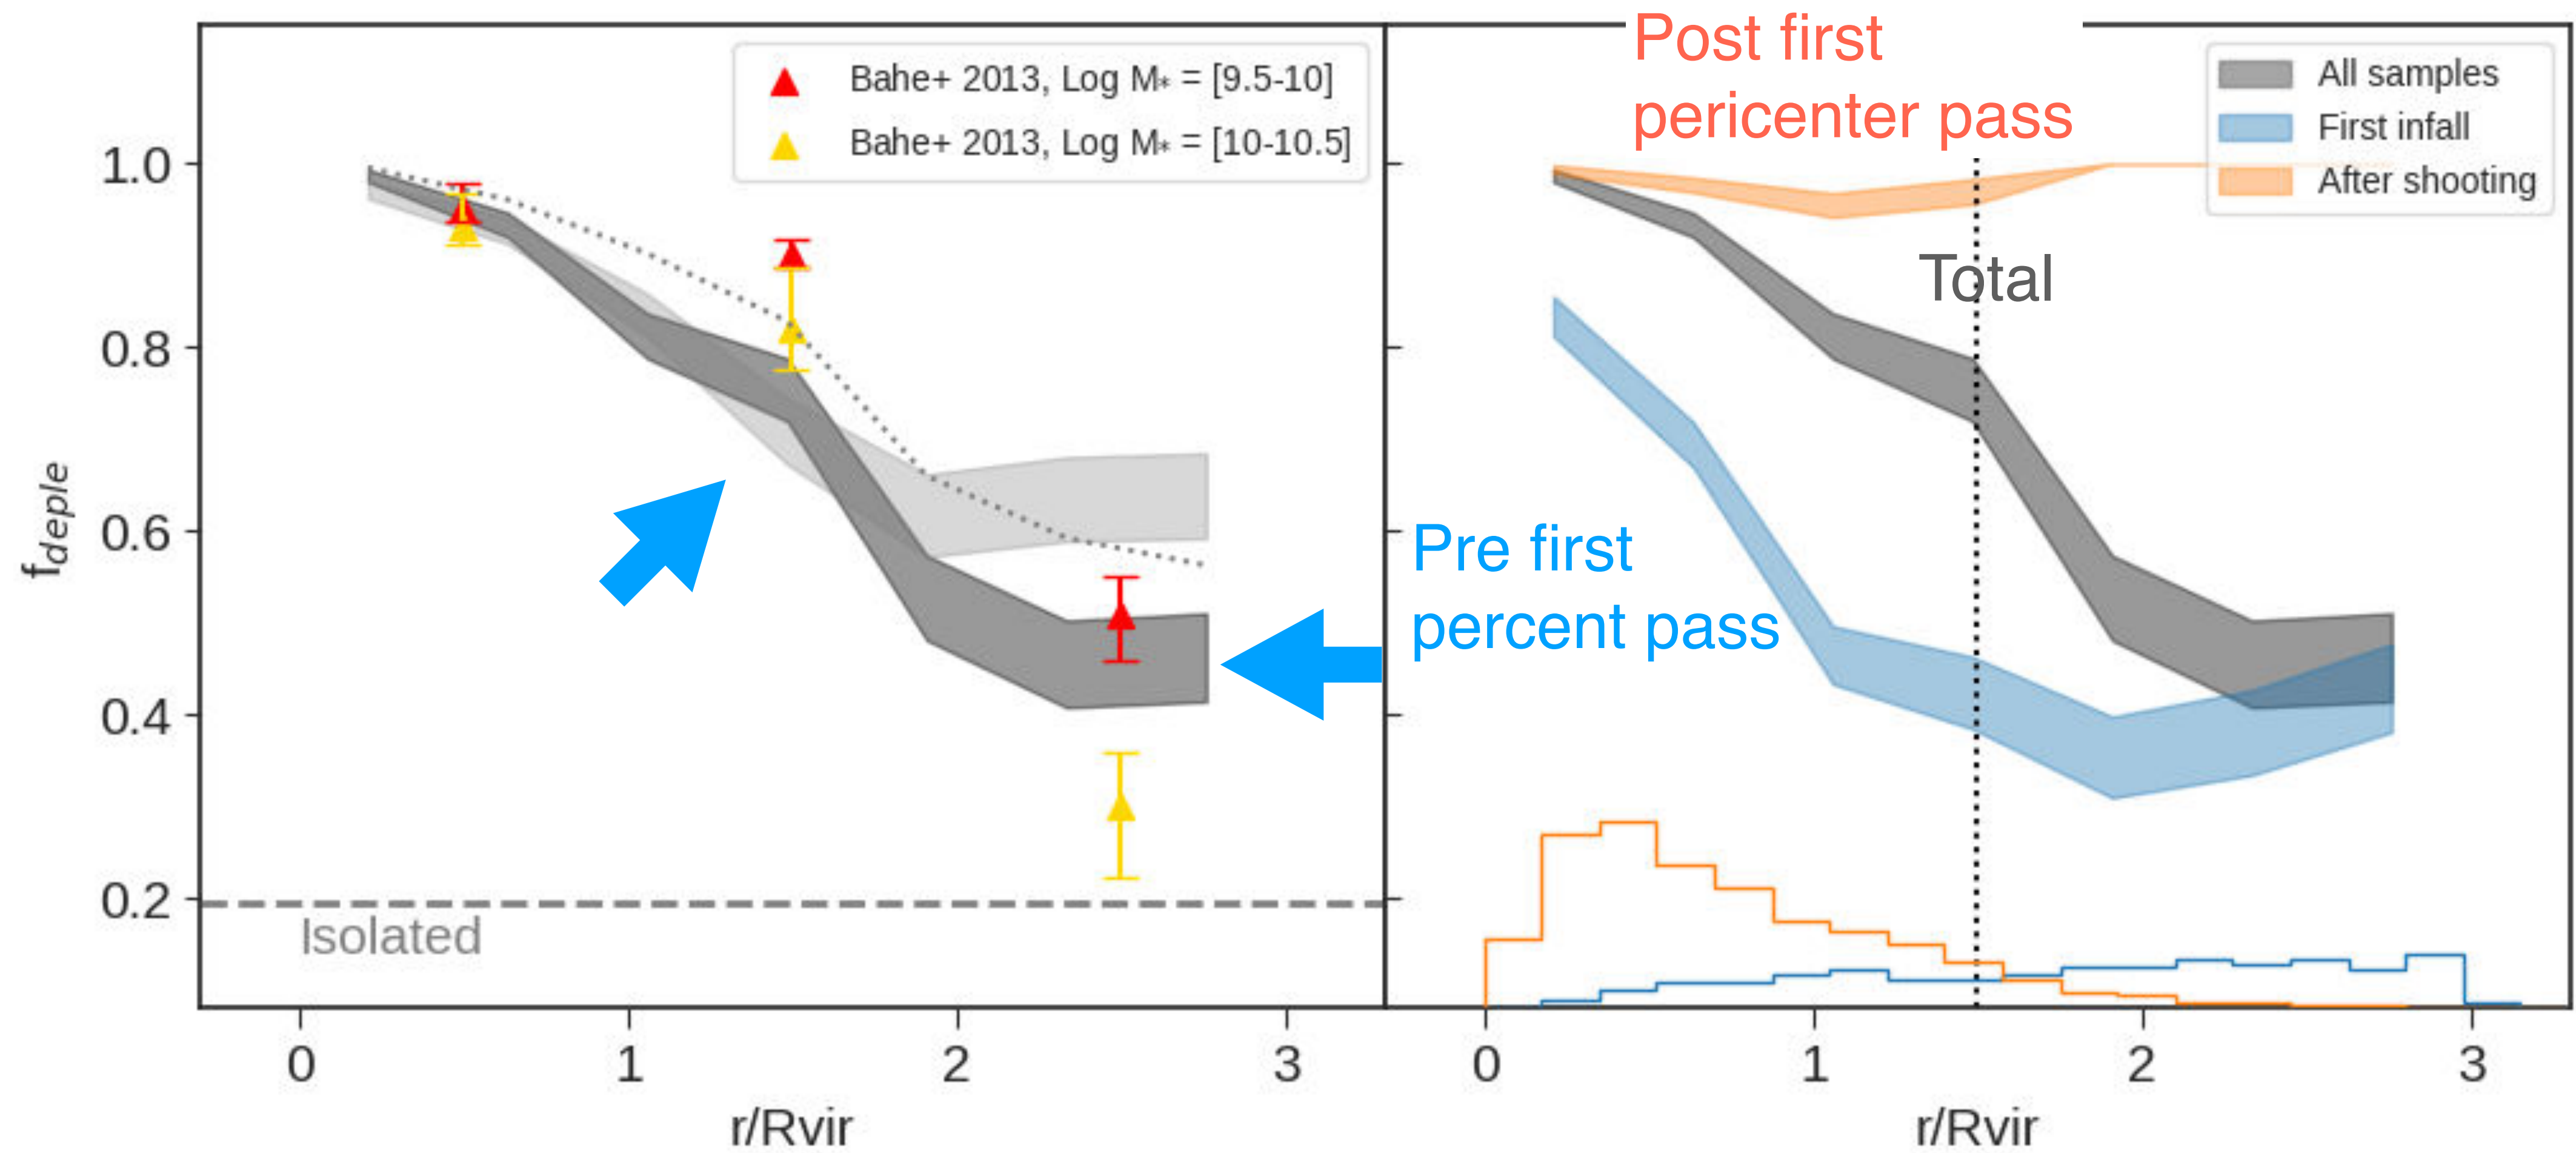 Bahe+ 2013, Log M* = [9.5-10]
Bahe+ 2013, Log M* = [10-10.5]
1.0
0.8
0.6
0.4
0.2
f_deple
Isolated
0
1
2
3
r/Rvir
Post first
pericenter pass
All samples
First infall
After shooting
Total
Pre first
percent pass
0
1
2
3
r/Rvir